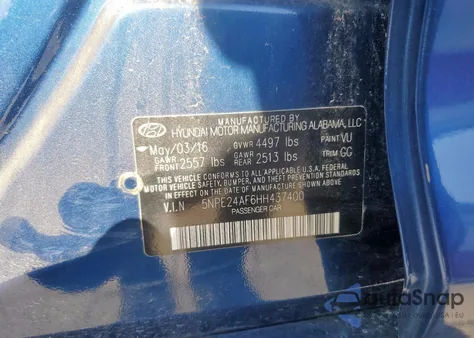 MANUFACTURED BY
HYUNDAI MOTOR MANUFACTURING ALABAMA, LLC
May/03/16 GVWR 4497 lbs PAINT VU
GAWR FRONT 2557 lbs GAWR REAR 2513 lbs TRIM GG
THIS VEHICLE CONFORMS TO ALL APPLICABLE U.S.A. FEDERAL
MOTOR VEHICLE SAFETY, BUMPER, AND THEFT PREVENTION
STANDARDS IN EFFECT ON THE DATE OF MANUFACTURE
SHOWN ABOVE.
V.I.N 5NPE24AF6HH437400
PASSENGER CAR
AutoSnap